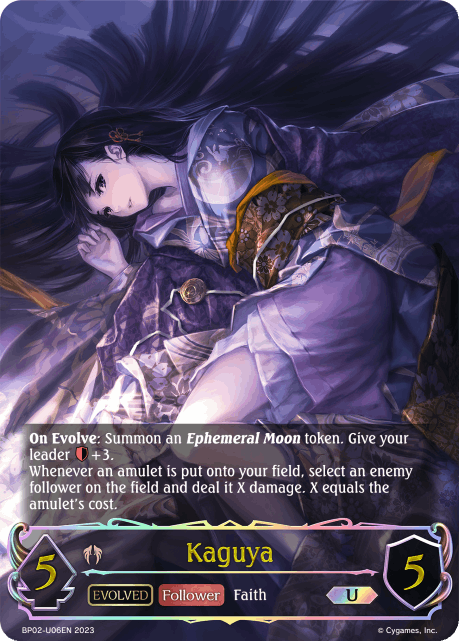 On Evolve: Summon an Ephemeral Moon token. Give your
leader +3.
Whenever an amulet is put onto your field, select an enemy
follower on the field and deal it X damage. X equals the
amulet's cost.
Kaguya
5
5
EVOLVED Follower Faith U
BP02-U06EN 2023 © Cygames, Inc.